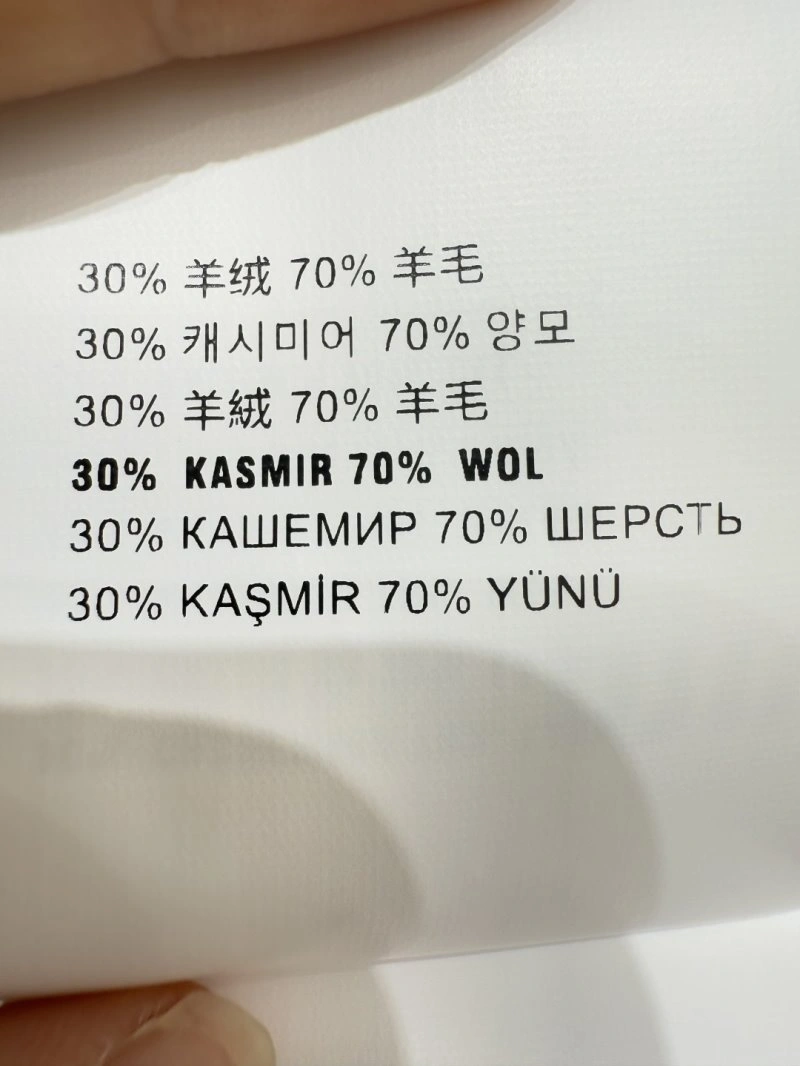 30% 羊绒 70% 羊毛
30% 캐시미어 70% 양모
30% 羊絨 70% 羊毛
30% KASMIR 70% WOL
30% КАШЕМИР 70% ШЕРСТЬ
30% KAŞMİR 70% YÜNÜ